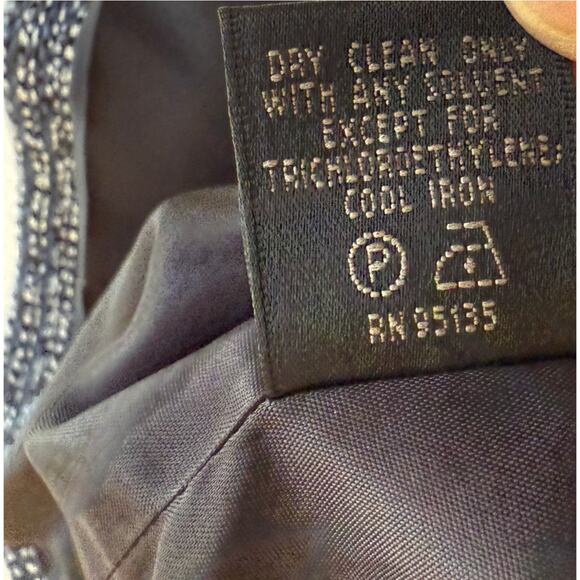 DRY CLEAN ONLY
WITH ANY SOLVENT
EXCEPT FOR
TRICHLOROETHYLENE;
COOL IRON
P
RN 95135